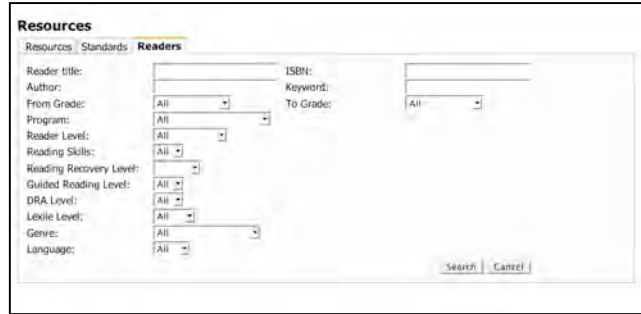 Resources
Resources Standards Readers
Reader title: ISBN:
Author: Keyword:
From Grade: All To Grade: All
Program: All
Reader Level: All
Reading Skills: All
Reading Recovery Level:
Guided Reading Level: All
DRA Level: All
Lexile Level: All
Genre: All
Language: All
Search Cancel